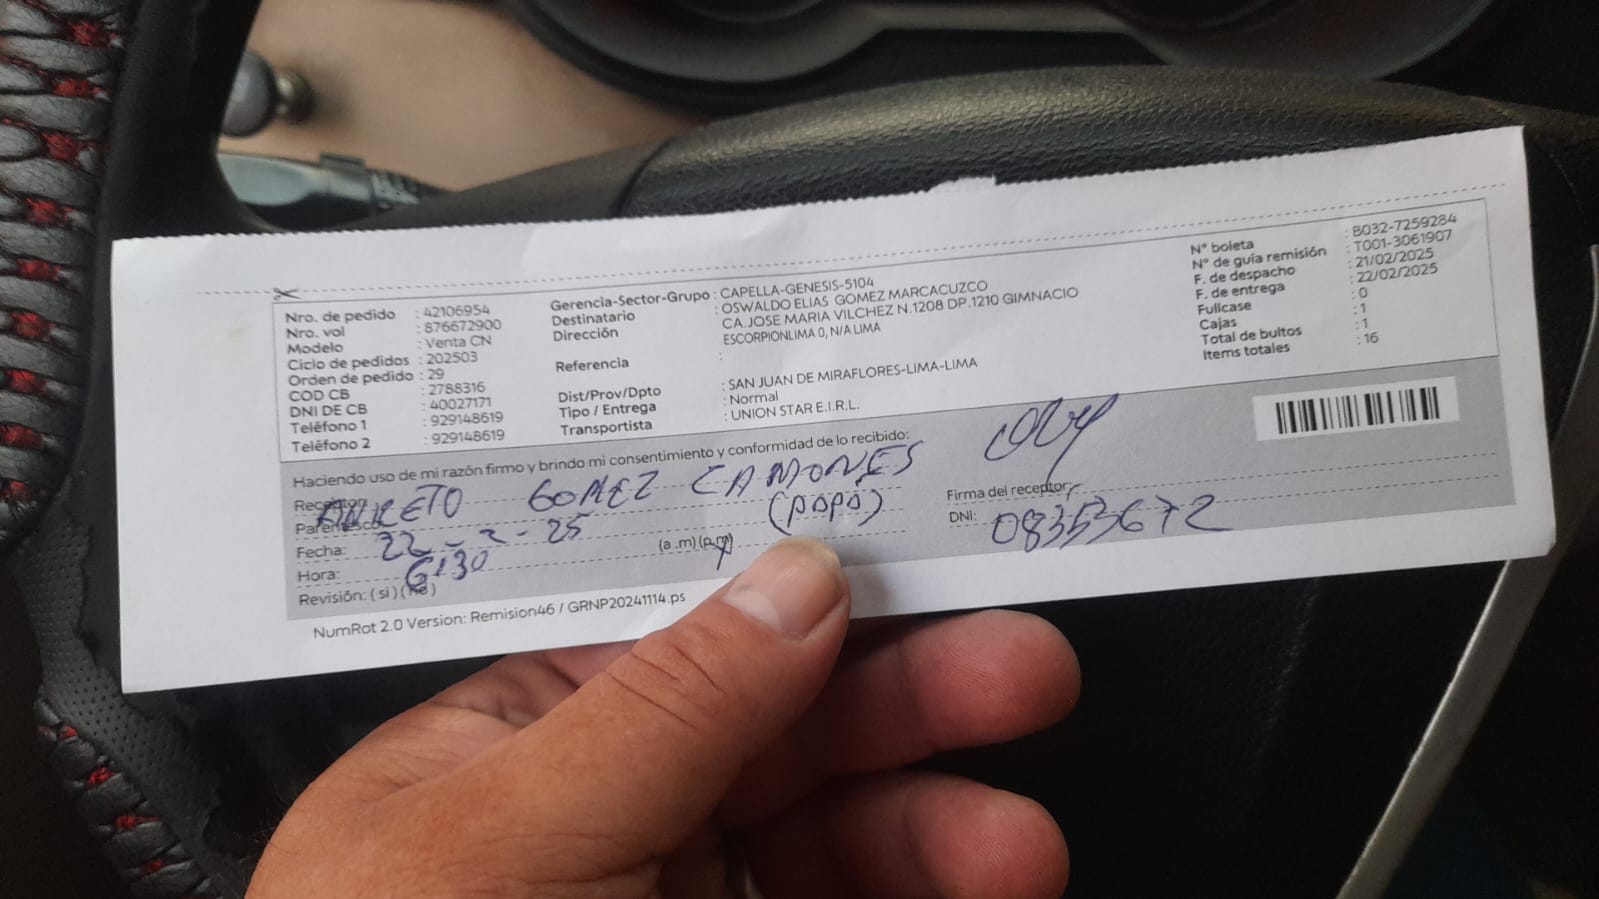 Nro. de pedido : 42106954
Nro. vol : 876672900
Modelo : Venta CN
Ciclo de pedidos : 202503
Orden de pedido : 29
COD CB : 2788316
DNI DE CB : 40027171
Teléfono 1 : 929148619
Teléfono 2 : 929148619
Gerencia-Sector-Grupo : CAPELLA-GENESIS-5104
Destinatario : OSWALDO ELIAS GOMEZ MARCACUZCO
Dirección : CA.JOSE MARIA VILCHEZ N.1208 DP.1210 GIMNACIO
ESCORPIONLIMA 0, N/A LIMA
Referencia :
Dist/Prov/Dpto : SAN JUAN DE MIRAFLORES-LIMA-LIMA
Tipo / Entrega : Normal
Transportista : UNION STAR E.I.R.L.
N° boleta : B032-7259284
N° de guía remisión : T001-3061907
F. de despacho : 21/02/2025
F. de entrega : 22/02/2025
Fullcase : 0
Cajas : 1
Total de bultos : 1
Items totales : 16
Haciendo uso de mi razón firmo y brindo mi consentimiento y conformidad de lo recibido:
Receptor: GOMEZ CAMONES
Parentesco: (PAPÁ)
Fecha: 22-2-25
Hora: 6:30 (a .m) (p.m)
Revisión: ( si ) ( no )
Firma del receptor:
DNI: 08353672
NumRot 2.0 Version: Remision46 / GRNP20241114.ps